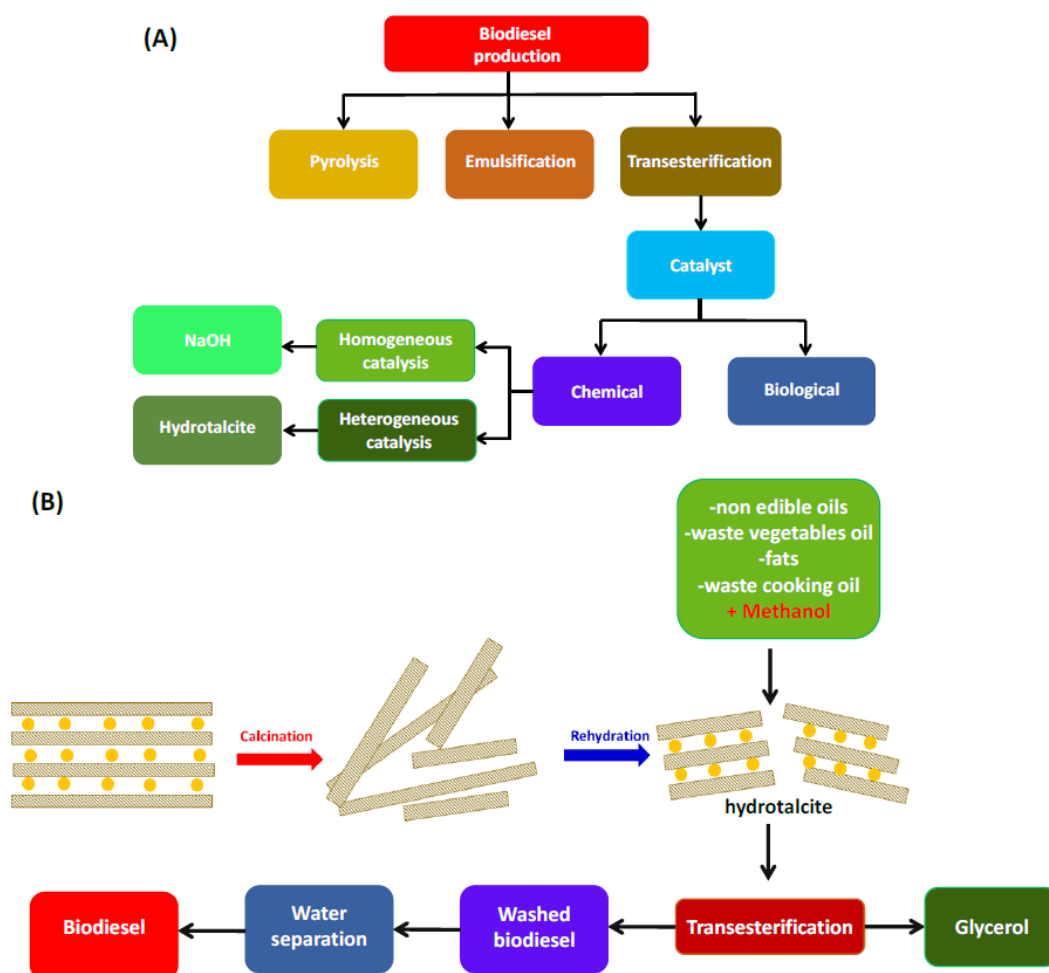 (A)
Biodiesel
production
Pyrolysis
Emulsification
Transesterification
Catalyst
NaOH
Homogeneous
catalysis
Chemical
Biological
Hydrotalcite
Heterogeneous
catalysis
(B)
-non edible oils
-waste vegetables oil
-fats
-waste cooking oil
+ Methanol
Calcination
Rehydration
hydrotalcite
Biodiesel
Water
separation
Washed
biodiesel
Transesterification
Glycerol